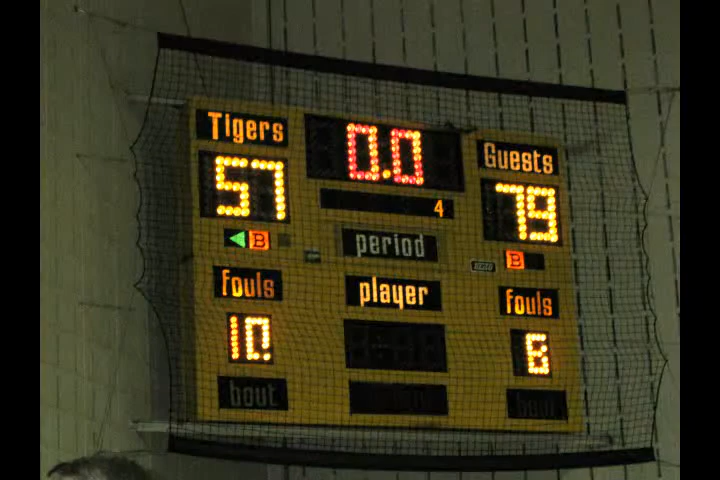 Tigers 0.0 Guests
57 79
4
B period B
fouls player fouls
10 6
bout bout